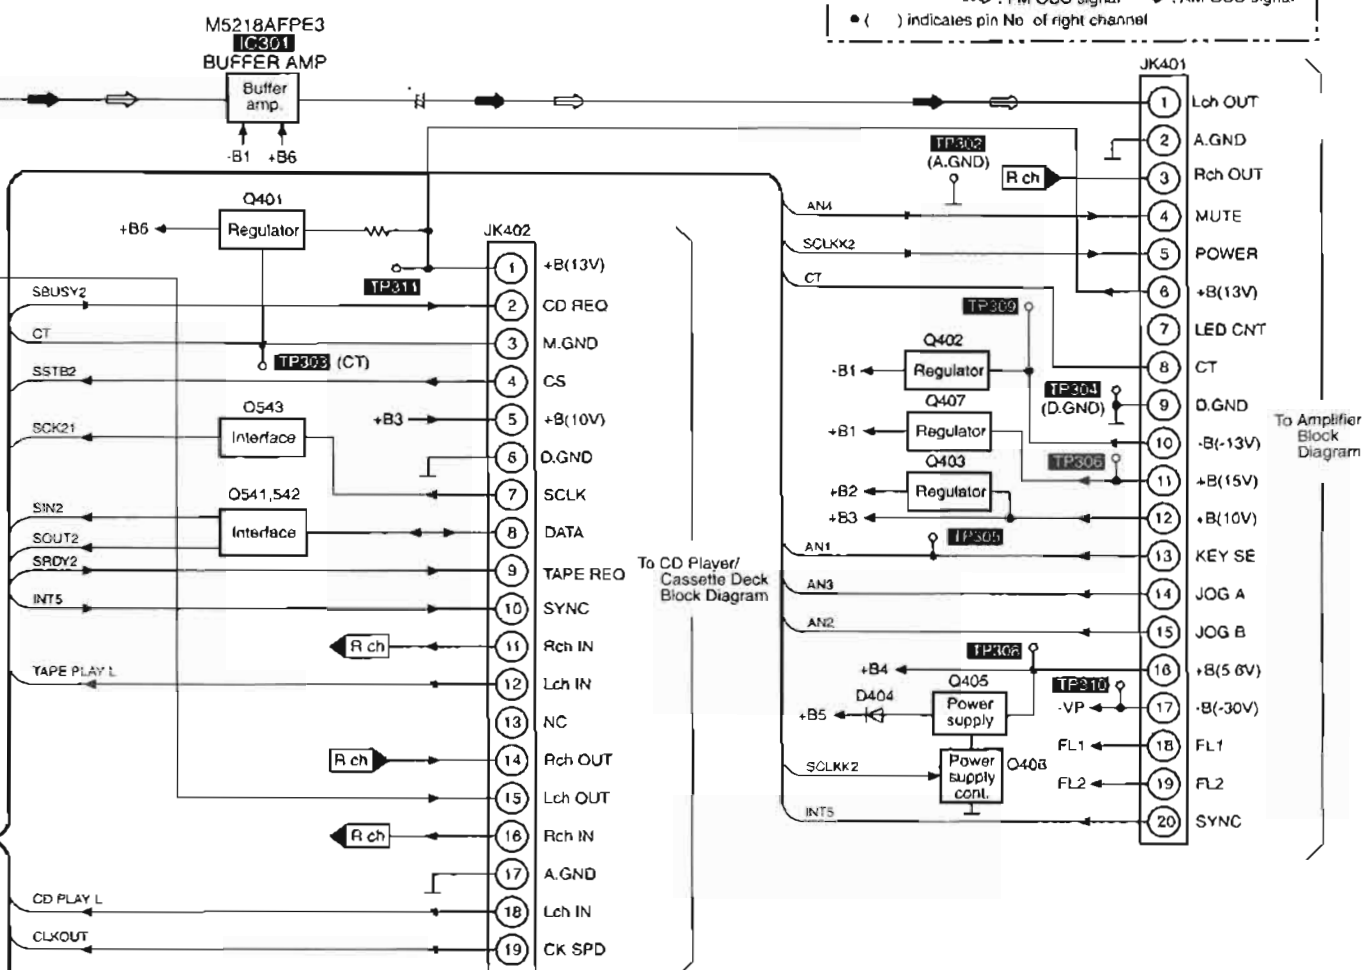 : FM OSC signal : AM OSC signal
● ( ) indicates pin No. of right channel
M5218AFPE3
IC301
BUFFER AMP
Buffer
amp.
-B1 +B6
JK401
1 Lch OUT
2 A.GND
TP302
(A.GND)
R ch
3 Rch OUT
AN4
4 MUTE
SCLKK2
5 POWER
CT
6 +B(13V)
TP309
7 LED CNT
Q402
-B1 Regulator
8 CT
TP304
(D.GND)
9 D.GND
Q407
+B1 Regulator
10 -B(-13V)
TP306
11 +B(15V)
Q403
+B2 Regulator
+B3
12 +B(10V)
TP305
AN1
13 KEY SE
AN3
14 JOG A
AN2
15 JOG B
TP308
+B4
16 +B(5 6V)
Q405
D404
+B5
Power
supply
TP310
-VP
17 -B(-30V)
FL1
18 FL1
SCLKK2
Power
supply
cont.
Q406
FL2
19 FL2
INT5
20 SYNC
To Amplifier
Block
Diagram
Q401
+B6 Regulator
JK402
TP311
1 +B(13V)
SBUSY2
2 CD REQ
CT
3 M.GND
TP303 (CT)
SSTB2
4 CS
+B3
5 +B(10V)
Q543
SCK21
Interface
6 D.GND
7 SCLK
Q541,542
SIN2
Interface
8 DATA
SOUT2
SRDY2
9 TAPE REQ
INT5
10 SYNC
R ch
11 Rch IN
TAPE PLAY L
12 Lch IN
13 NC
R ch
14 Rch OUT
15 Lch OUT
R ch
16 Rch IN
17 A.GND
CD PLAY L
18 Lch IN
CLKOUT
19 CK SPD
To CD Player/
Cassette Deck
Block Diagram